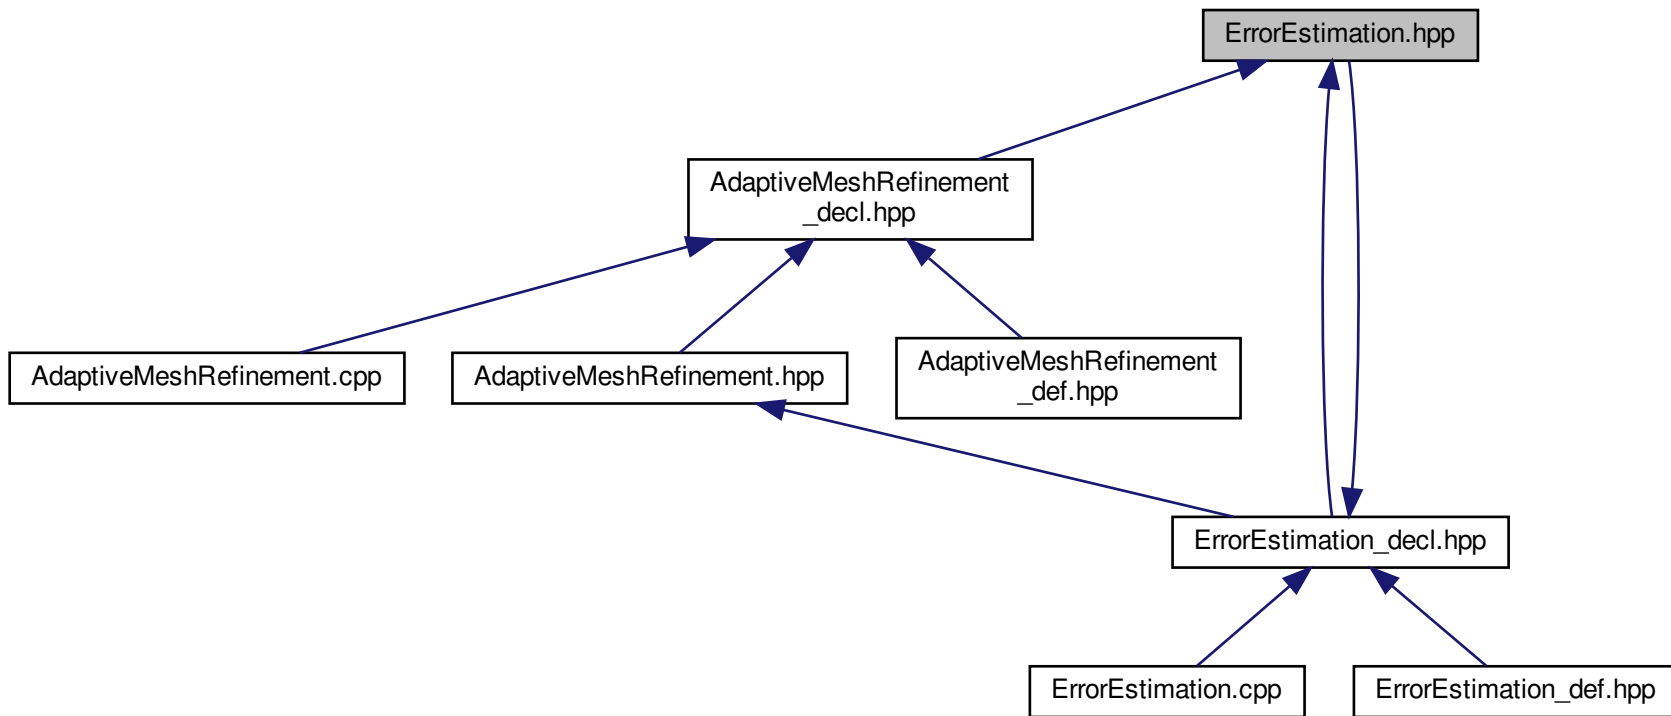 ErrorEstimation.hpp
AdaptiveMeshRefinement
_decl.hpp
AdaptiveMeshRefinement.cpp
AdaptiveMeshRefinement.hpp
AdaptiveMeshRefinement
_def.hpp
ErrorEstimation_decl.hpp
ErrorEstimation.cpp
ErrorEstimation_def.hpp